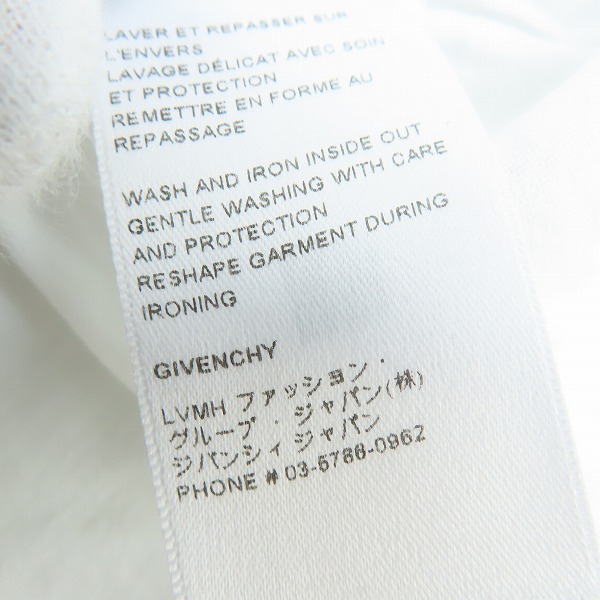 LAVER ET REPASSER SUR
L'ENVERS
LAVAGE DÉLICAT AVEC SOIN
ET PROTECTION
REMETTRE EN FORME AU
REPASSAGE
WASH AND IRON INSIDE OUT
GENTLE WASHING WITH CARE
AND PROTECTION
RESHAPE GARMENT DURING
IRONING
GIVENCHY
LVMH ファッション・
グループ・ジャパン(株)
ジバンシィ ジャパン
PHONE # 03-5786-0962